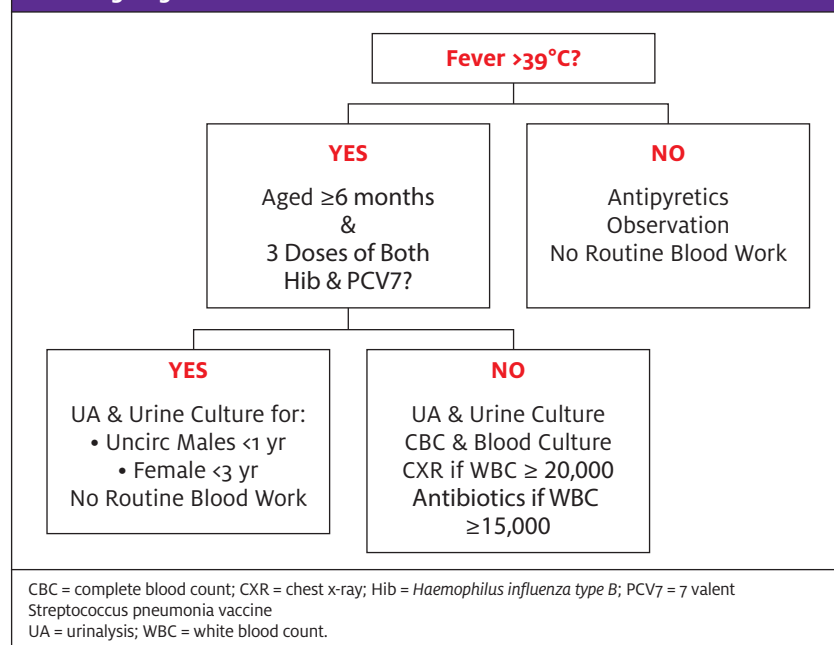 Fever >39°C?
YES
Aged ≥6 months
&
3 Doses of Both
Hib & PCV7?
NO
Antipyretics
Observation
No Routine Blood Work
YES
UA & Urine Culture for:
• Uncirc Males <1 yr
• Female <3 yr
No Routine Blood Work
NO
UA & Urine Culture
CBC & Blood Culture
CXR if WBC ≥ 20,000
Antibiotics if WBC
≥15,000
CBC = complete blood count; CXR = chest x-ray; Hib = Haemophilus influenza type B; PCV7 = 7 valent
Streptococcus pneumonia vaccine
UA = urinalysis; WBC = white blood count.